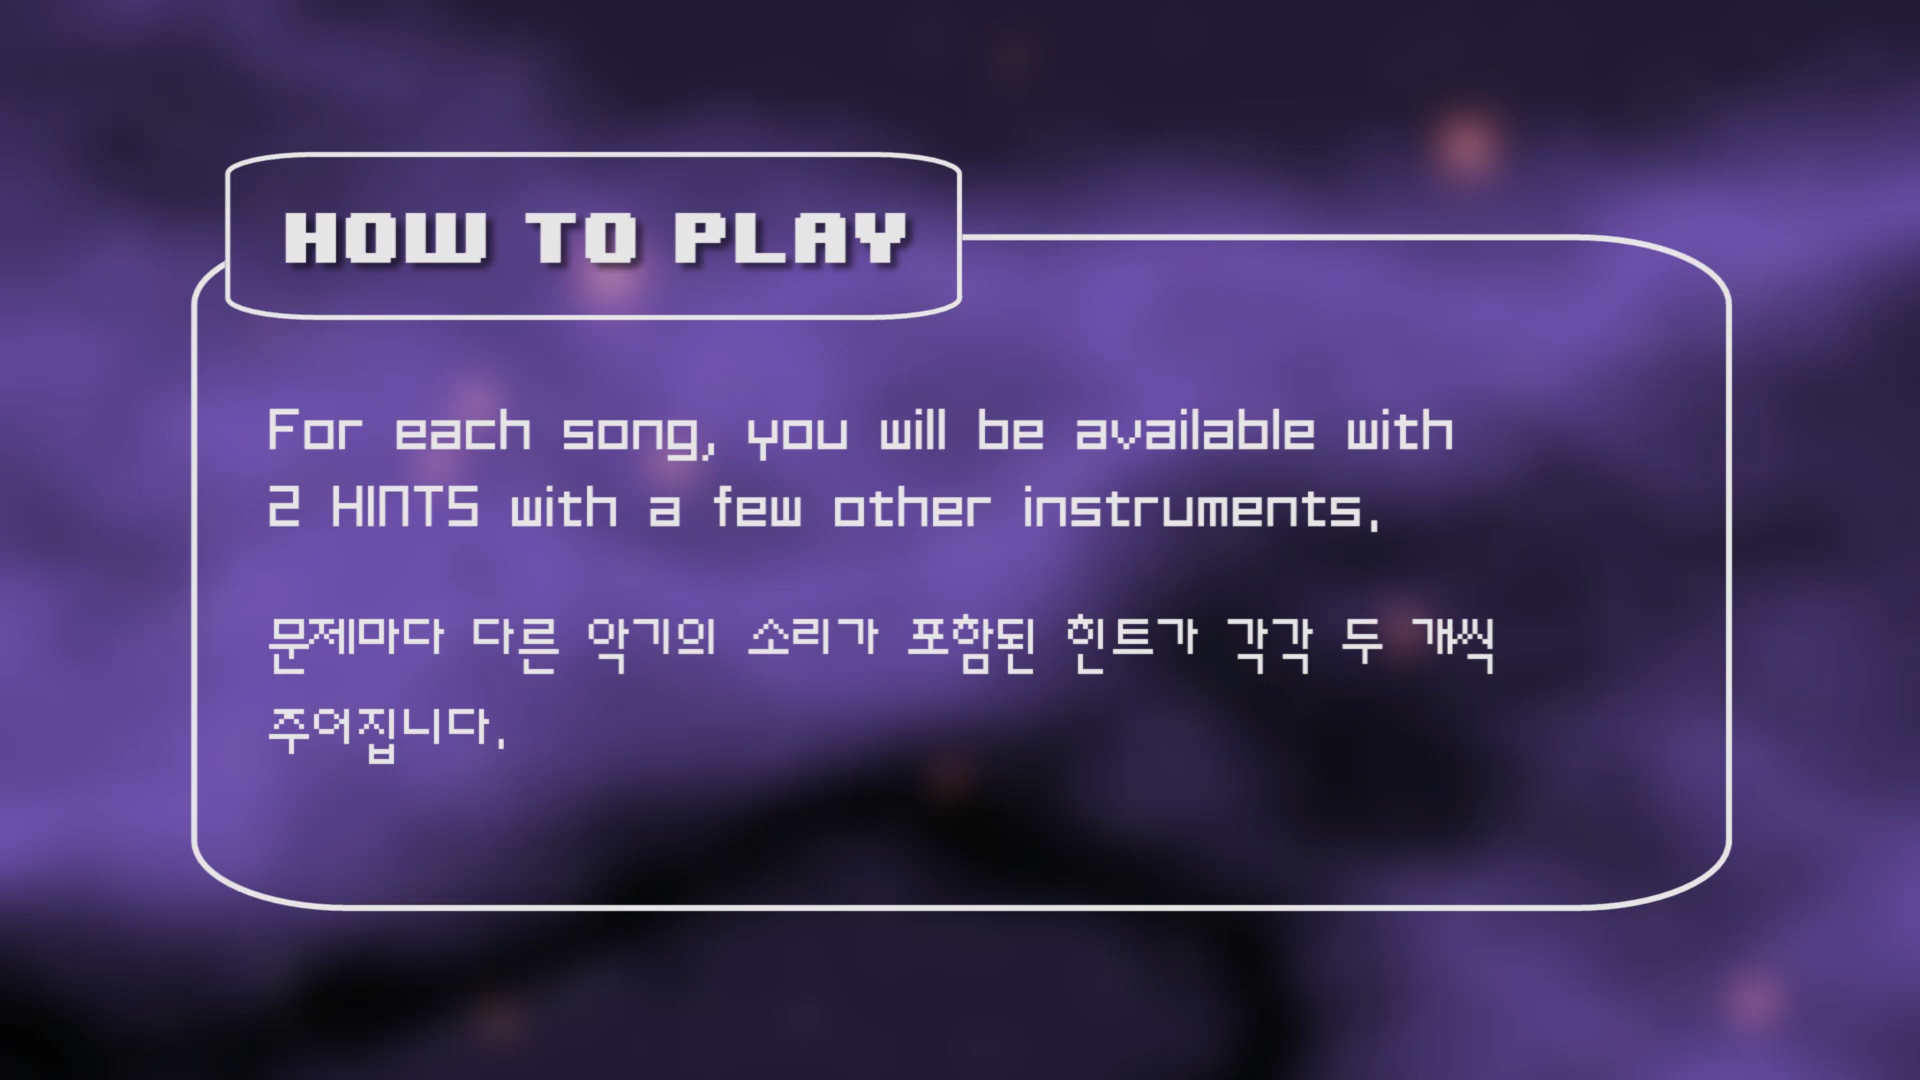 HOW TO PLAY
For each song, you will be available with
2 HINTS with a few other instruments.
문제마다 다른 악기의 소리가 포함된 힌트가 각각 두 개씩
주어집니다.